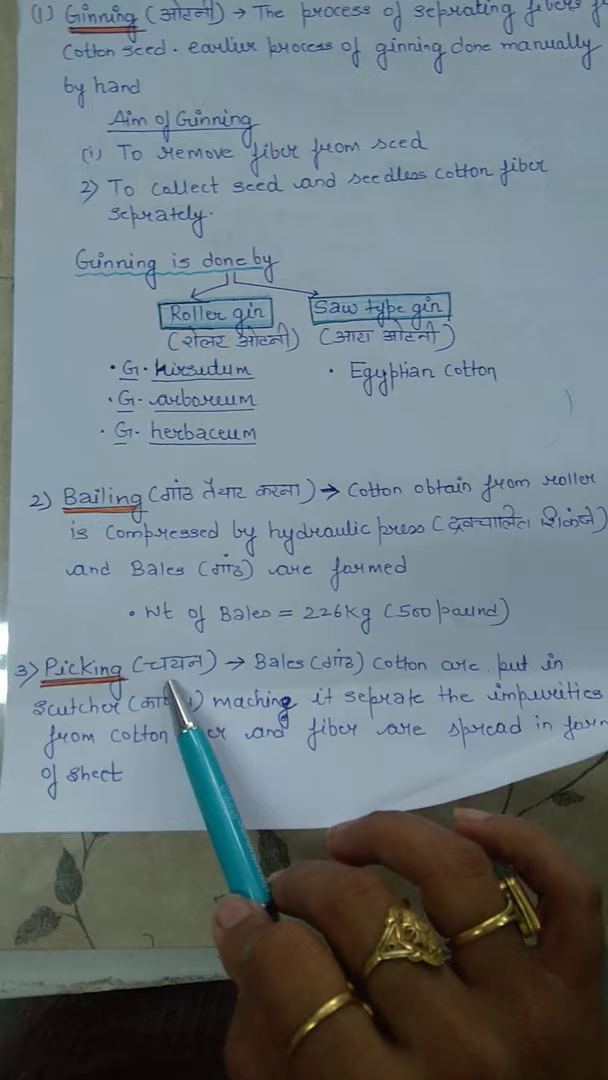 (1) Ginning (ओटनी) → The process of seprating fibers
Cotton seed. earlier process of ginning done manually
by hand
Aim of Ginning
(i) To remove fiber from seed
2) To collect seed and seedless cotton fiber
seprately.
Ginning is done by
Roller gin Saw type gin
(रोलर ओटनी) (आरा ओटनी)
• G. hirsutum • Egyptian cotton
• G. arboreum
• G. herbaceum
2) Bailing (गांठ तैयार करना) → Cotton obtain from roller
is compressed by hydraulic press (द्रवचालित शिकंजे)
and Bales (गांठ) are formed
• Wt of Bales = 226kg (500 paund)
3) Picking (चयन) → Bales (गांठ) Cotton are put in
scutcher maching it seprate the impurities
from cotton and fiber are spread in form
of sheet